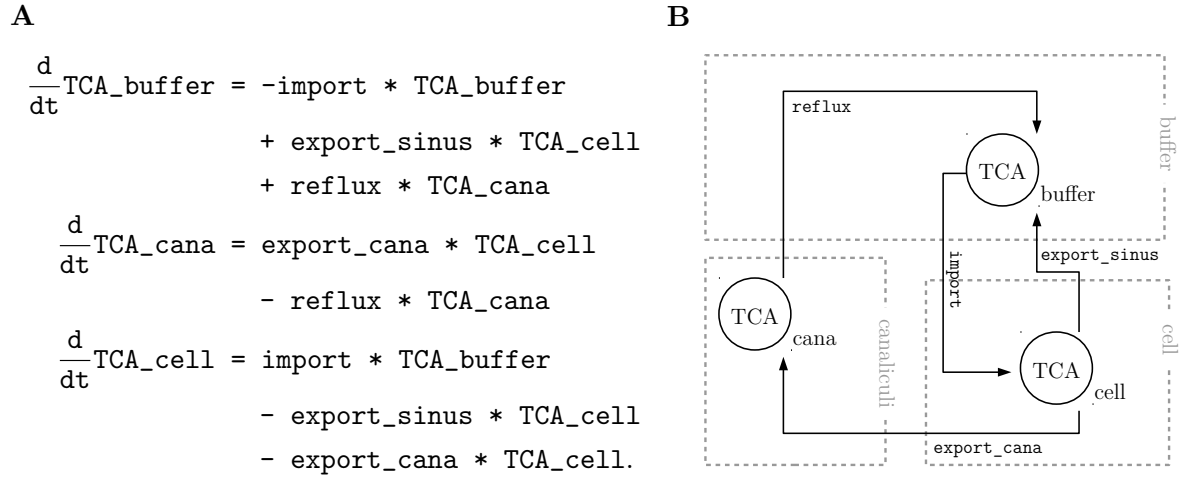 A
d/dt TCA_buffer = -import * TCA_buffer
+ export_sinus * TCA_cell
+ reflux * TCA_cana
d/dt TCA_cana = export_cana * TCA_cell
- reflux * TCA_cana
d/dt TCA_cell = import * TCA_buffer
- export_sinus * TCA_cell
- export_cana * TCA_cell.
B
reflux
buffer
TCA
buffer
import
export_sinus
TCA
cana
canaliculi
cell
TCA
cell
export_cana